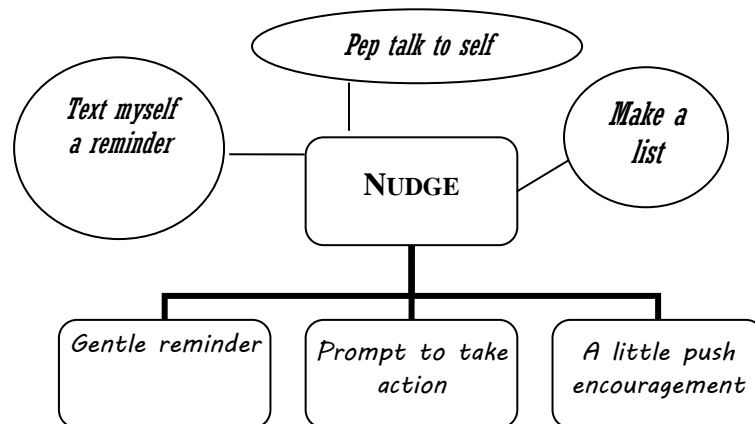 Pep talk to self
Text myself
a reminder
Make a
list
NUDGE
Gentle reminder
Prompt to take
action
A little push
encouragement